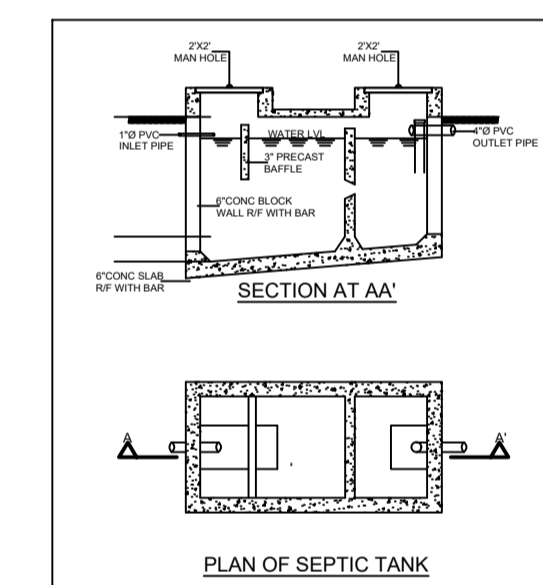 2'X2'
MAN HOLE
2'X2'
MAN HOLE
1"Ø PVC
INLET PIPE
WATER LVL
4"Ø PVC
OUTLET PIPE
3" PRECAST
BAFFLE
6"CONC BLOCK
WALL R/F WITH BAR
6"CONC SLAB
R/F WITH BAR
SECTION AT AA'
A
A'
PLAN OF SEPTIC TANK